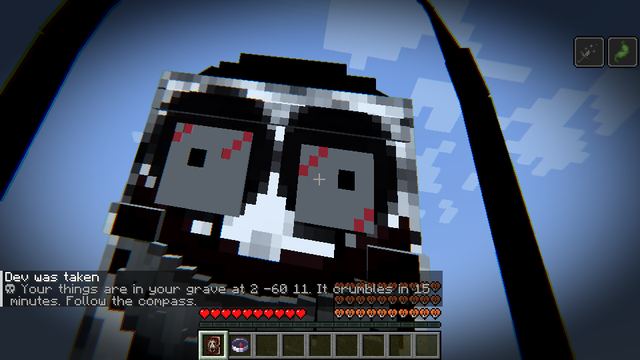 Dev was taken
☠ Your things are in your grave at 2 -60 11. It crumbles in 15
minutes. Follow the compass.